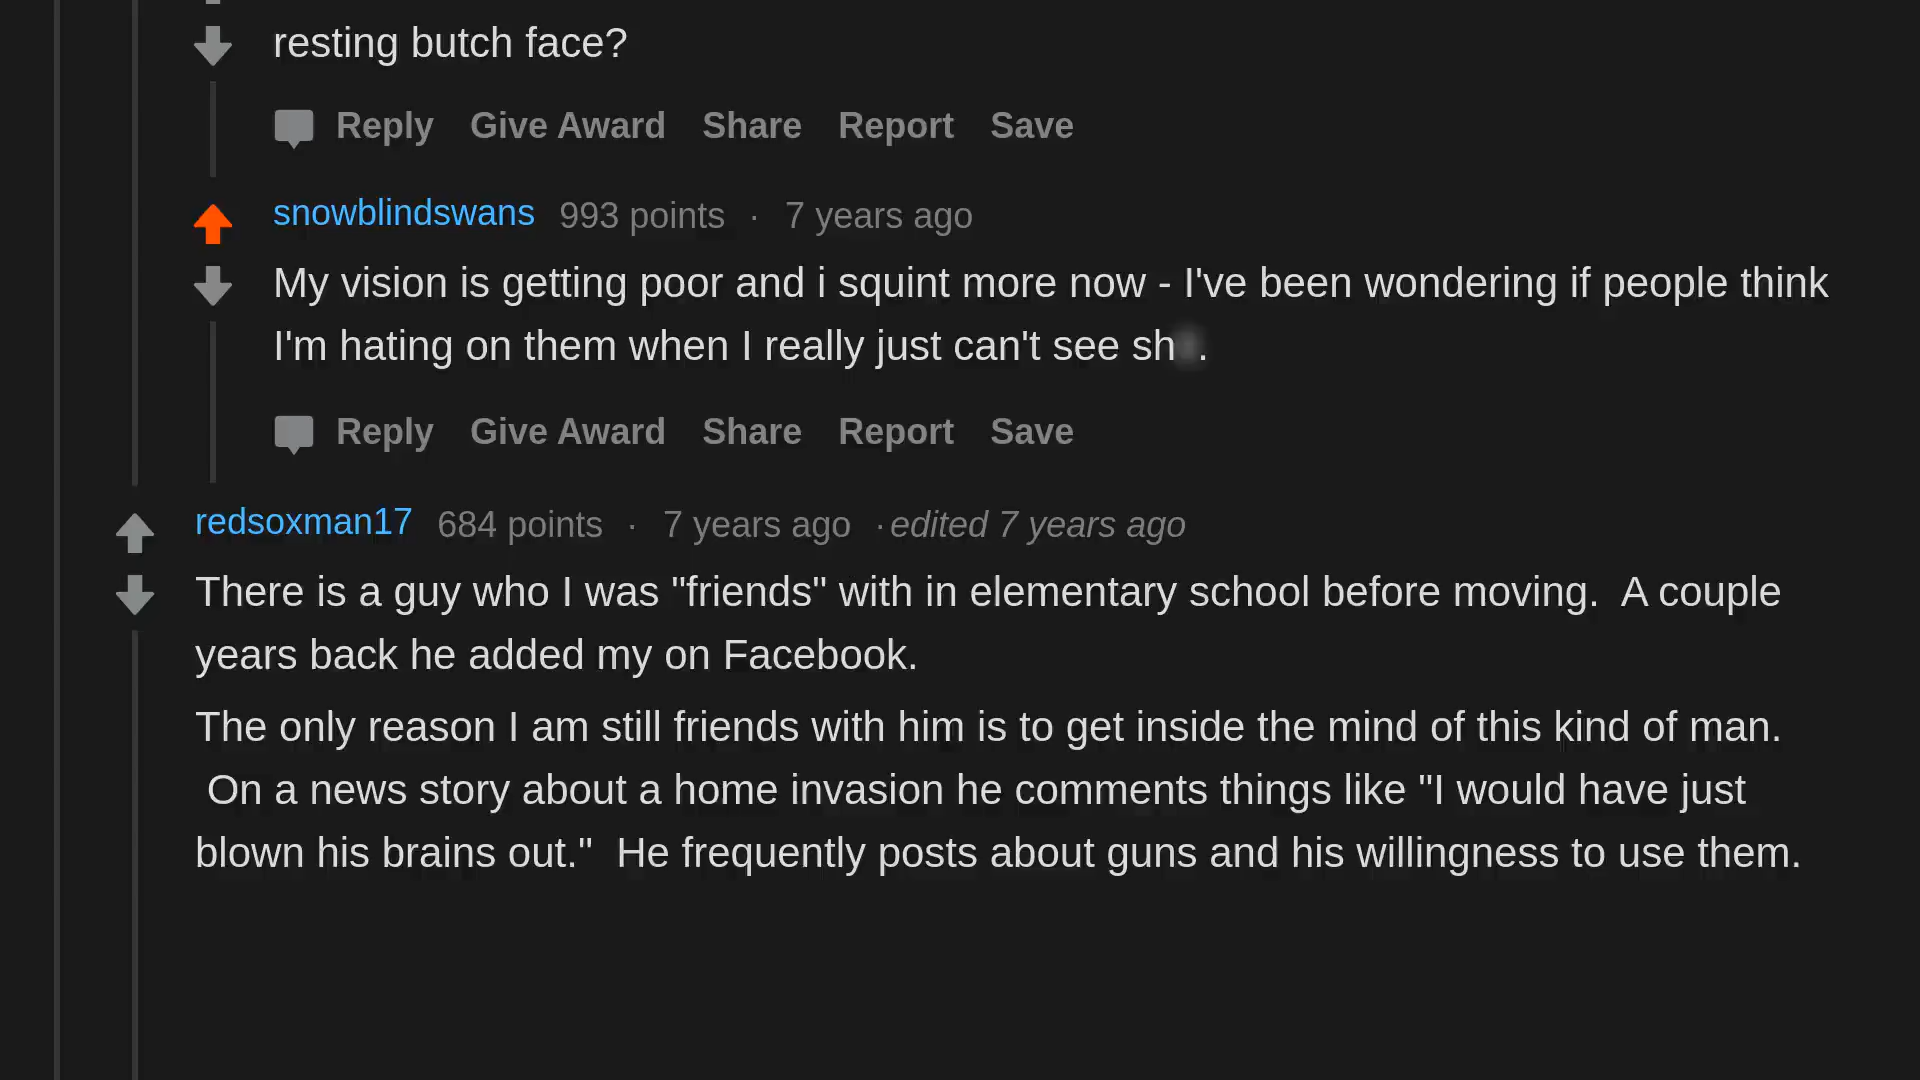 resting butch face?
Reply Give Award Share Report Save
snowblindswans 993 points · 7 years ago
My vision is getting poor and i squint more now - I've been wondering if people think
I'm hating on them when I really just can't see sh .
Reply Give Award Share Report Save
redsoxman17 684 points · 7 years ago · edited 7 years ago
There is a guy who I was "friends" with in elementary school before moving.  A couple
years back he added my on Facebook.
The only reason I am still friends with him is to get inside the mind of this kind of man.
On a news story about a home invasion he comments things like "I would have just
blown his brains out."  He frequently posts about guns and his willingness to use them.